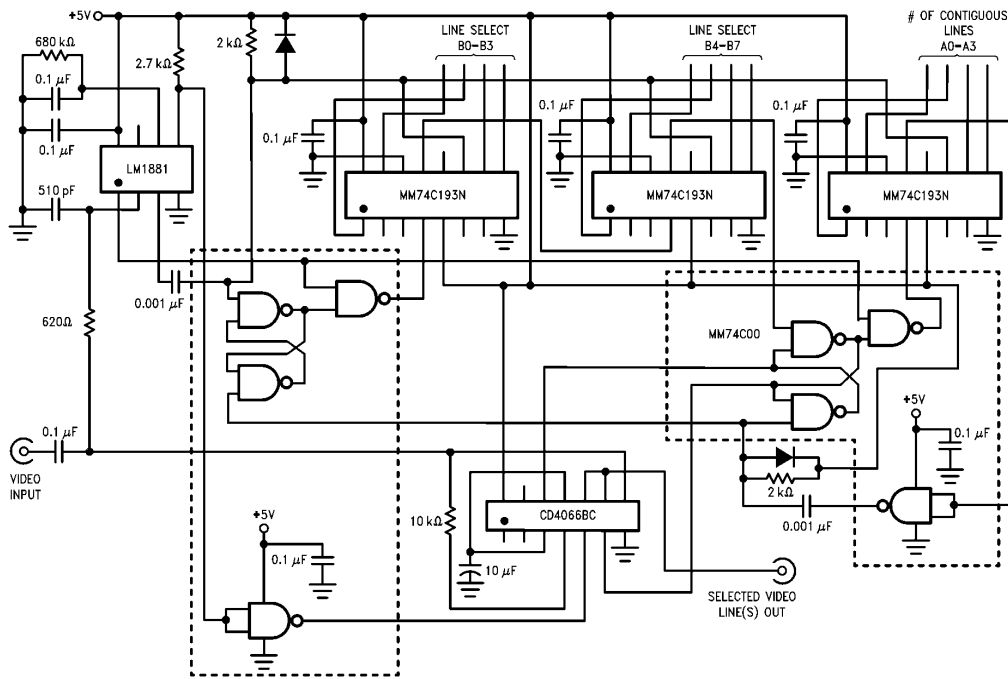 +5V
680 kΩ
0.1 µF
2.7 kΩ
2 kΩ
LINE SELECT
B0–B3
LINE SELECT
B4–B7
# OF CONTIGUOUS
LINES
A0–A3
0.1 µF
0.1 µF
0.1 µF
0.1 µF
LM1881
510 pF
MM74C193N
MM74C193N
MM74C193N
0.001 µF
620Ω
MM74C00
+5V
0.1 µF
0.1 µF
VIDEO
INPUT
2 kΩ
0.001 µF
10 kΩ
CD4066BC
+5V
0.1 µF
10 µF
SELECTED VIDEO
LINE(S) OUT